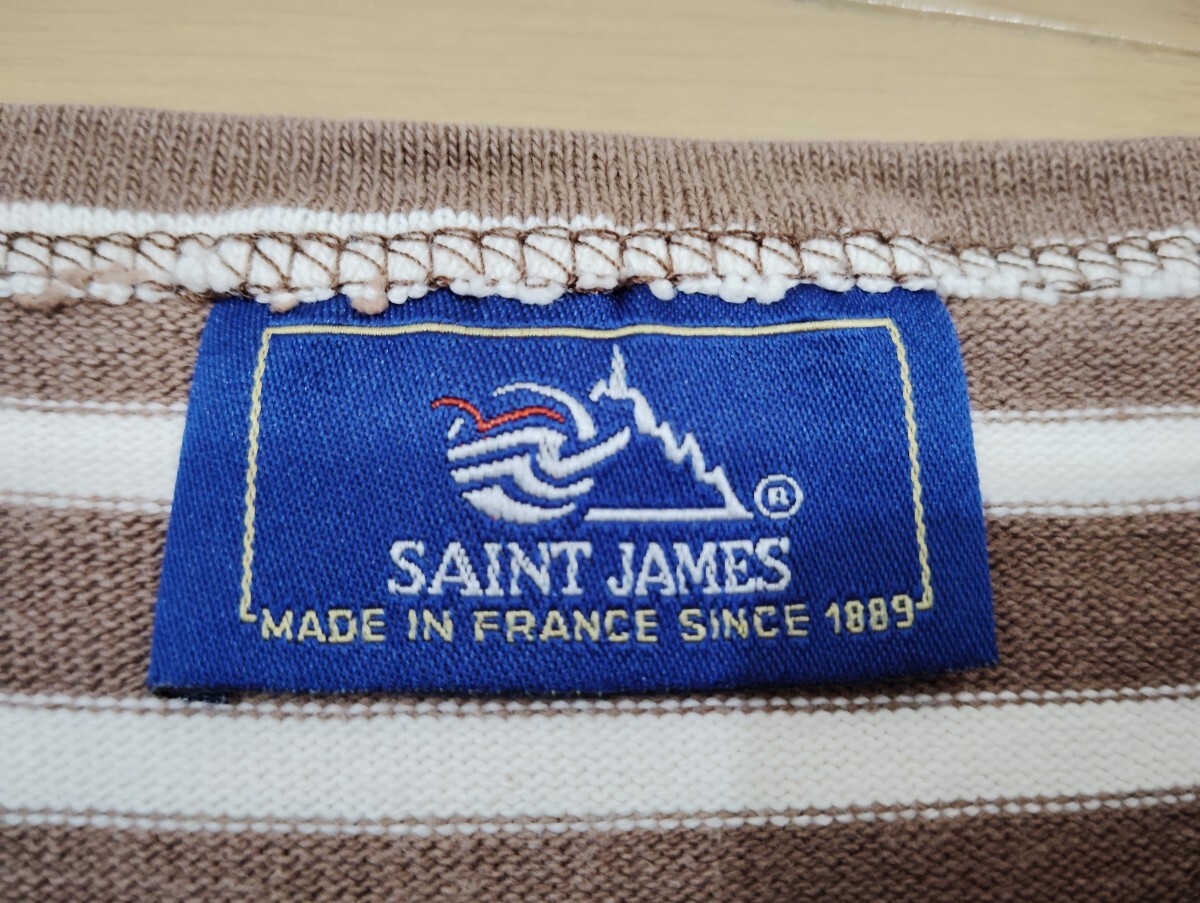 ®
SAINT JAMES
MADE IN FRANCE SINCE 1889